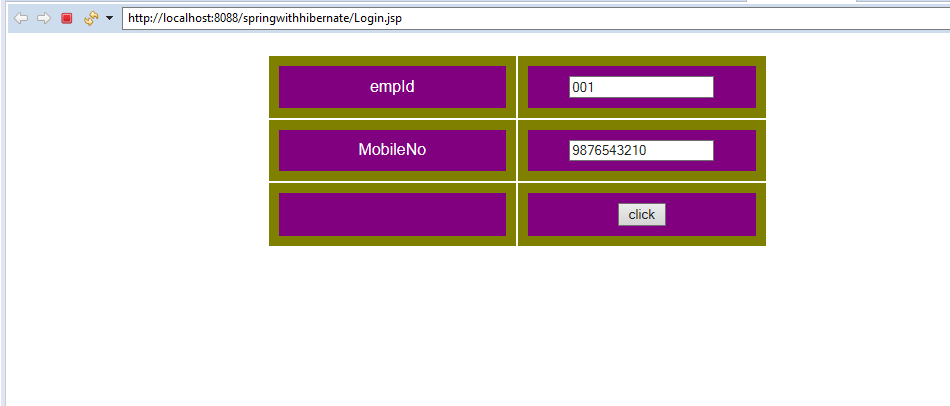 http://localhost:8088/springwithhibernate/Login.jsp
empId 001
MobileNo 9876543210
click